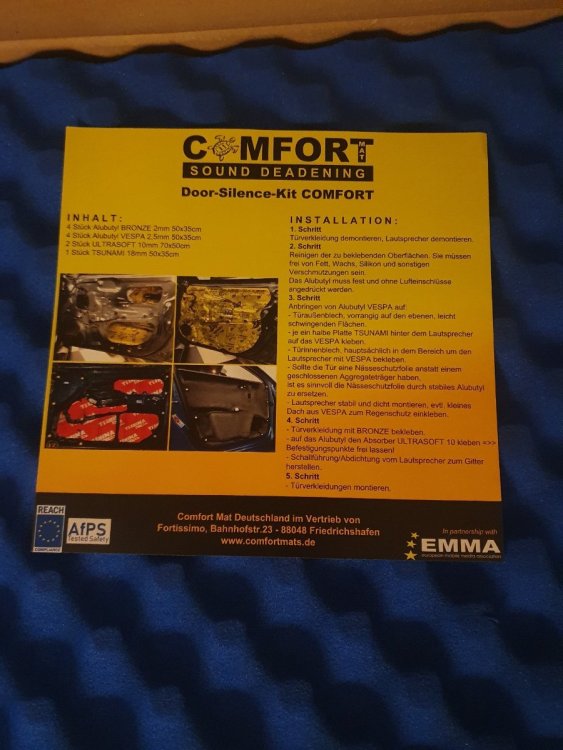 COMFORT MAT
SOUND DEADENING
Door-Silence-Kit COMFORT
INHALT:
4 Stück Alubutyl BRONZE 2mm 50x35cm
4 Stück Alubutyl VESPA 2,5mm 50x35cm
2 Stück ULTRASOFT 10mm 70x50cm
1 Stück TSUNAMI 18mm 50x35cm
INSTALLATION:
1. Schritt
Türverkleidung demontieren, Lautsprecher demontieren.
2. Schritt
Reinigen der zu beklebenden Oberflächen. Sie müssen
frei von Fett, Wachs, Silikon und sonstigen
Verschmutzungen sein.
Das Alubutyl muss fest und ohne Lufteinschlüsse
angedrückt werden.
3. Schritt
Anbringen von Alubutyl VESPA auf:
- Türaußenblech, vorrangig auf den ebenen, leicht
schwingenden Flächen.
- je ein halbe Platte TSUNAMI hinter dem Lautsprecher
auf das VESPA kleben.
- Türinnenblech, hauptsächlich in dem Bereich um den
Lautsprecher mit VESPA bekleben.
- Sollte die Tür eine Nässeschutzfolie anstatt einem
geschlossenen Aggregateträger haben,
ist es sinnvoll die Nässeschutzfolie durch stabiles Alubutyl
zu ersetzen.
- Lautsprecher stabil und dicht montieren, evtl. kleines
Dach aus VESPA zum Regenschutz einkleben.
4. Schritt
- Türverkleidung mit BRONZE bekleben.
- auf das Alubutyl den Absorber ULTRASOFT 10 kleben =>>
Befestigungspunkte frei lassen!
- Schallführung/Abdichtung vom Lautsprecher zum Gitter
herstellen.
5. Schritt
- Türverkleidungen montieren.
REACH
COMPLIANCE
AfPS
Tested Safety
Comfort Mat Deutschland im Vertrieb von
Fortissimo, Bahnhofstr.23 - 88048 Friedrichshafen
www.comfortmats.de
In partnership with
EMMA
european mobile media association